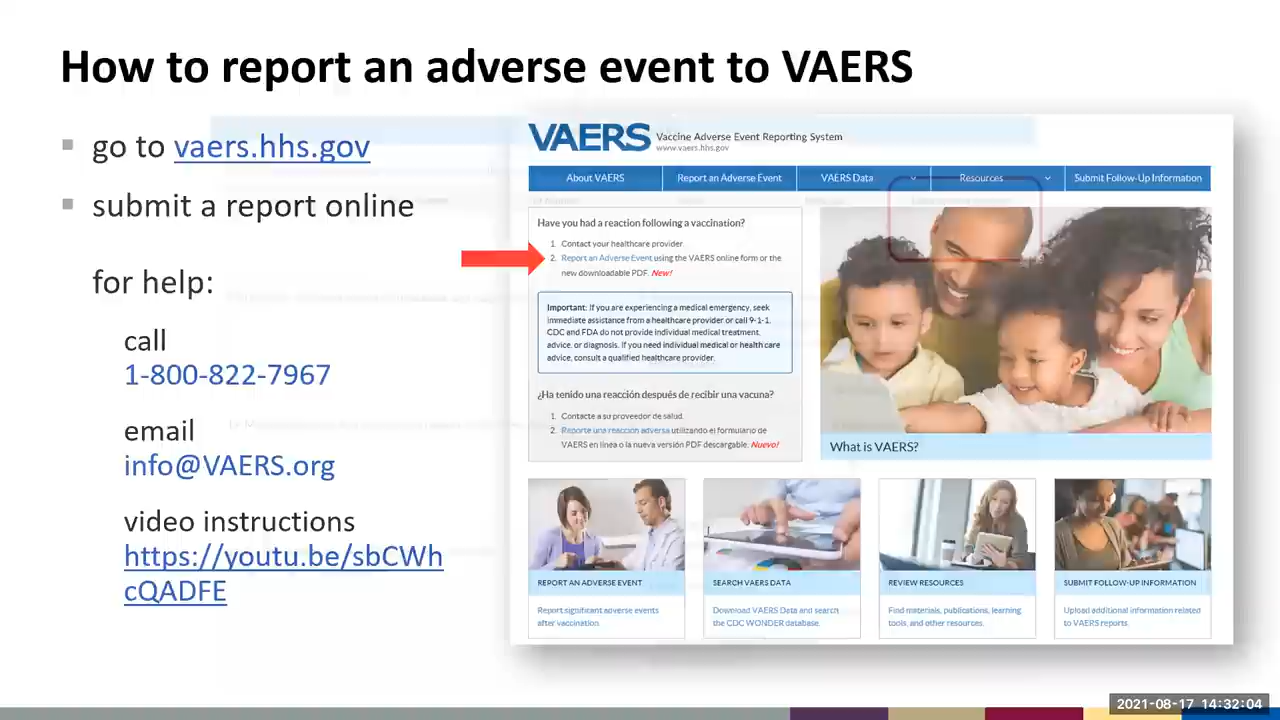 How to report an adverse event to VAERS
go to vaers.hhs.gov
submit a report online
for help:
call
1-800-822-7967
email
info@VAERS.org
video instructions
https://youtu.be/sbCWh
cQADFE
VAERS Vaccine Adverse Event Reporting System
www.vaers.hhs.gov
About VAERS Report an Adverse Event VAERS Data Resources Submit Follow-Up Information
Have you had a reaction following a vaccination?
1. Contact your healthcare provider.
2. Report an Adverse Event using the VAERS online form or the
new downloadable PDF. New!
Important: If you are experiencing a medical emergency, seek
immediate assistance from a healthcare provider or call 9-1-1.
CDC and FDA do not provide individual medical treatment,
advice, or diagnosis. If you need individual medical or health care
advice, consult a qualified healthcare provider.
¿Ha tenido una reacción después de recibir una vacuna?
1. Contacte a su proveedor de salud.
2. Reporte una reacción adversa utilizando el formulario de
VAERS en línea o la nueva versión PDF descargable. Nuevo!
What is VAERS?
REPORT AN ADVERSE EVENT
Report significant adverse events
after vaccination.
SEARCH VAERS DATA
Download VAERS Data and search
the CDC WONDER database.
REVIEW RESOURCES
Find materials, publications, learning
tools, and other resources.
SUBMIT FOLLOW-UP INFORMATION
Upload additional information related
to VAERS reports.
2021-08-17 14:32:04